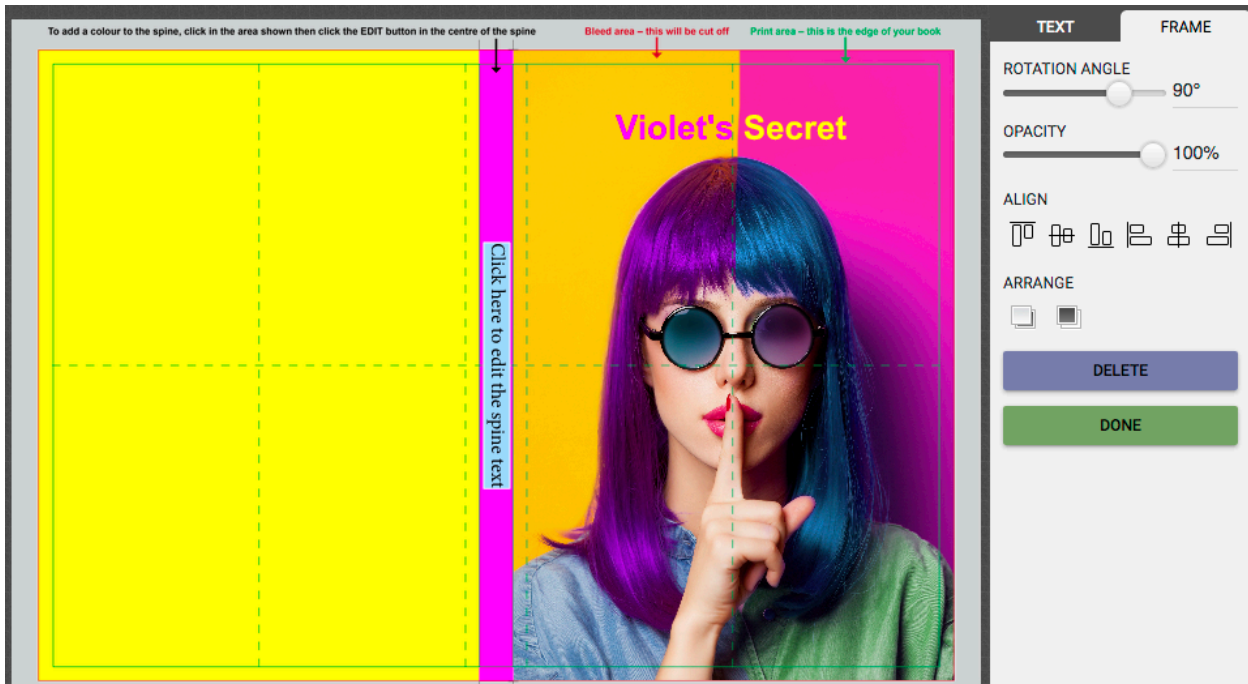 To add a colour to the spine, click in the area shown then click the EDIT button in the centre of the spine
Bleed area – this will be cut off
Print area – this is the edge of your book
Violet's Secret
Click here to edit the spine text
TEXT
FRAME
ROTATION ANGLE
90°
OPACITY
100%
ALIGN
ARRANGE
DELETE
DONE